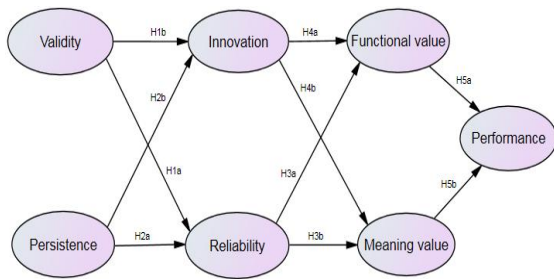 Validity
H1b
Innovation
H4a
Functional value
H2b
H4b
H5a
Performance
H1a
H3a
H5b
Persistence
H2a
Reliability
H3b
Meaning value